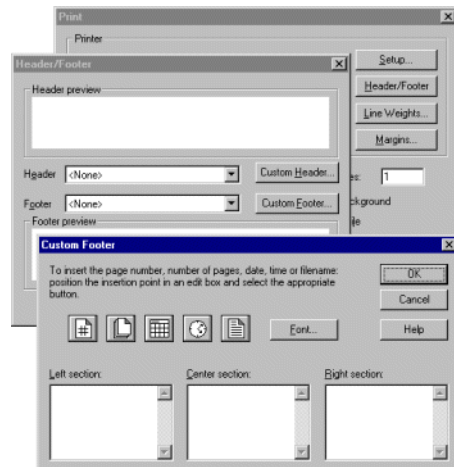 Print
Printer
Setup...
Header/Footer
Line Weights...
Margins...
1
Header/Footer
Header preview
Header <None> Custom Header...
Footer <None> Custom Footer...
Footer preview
Custom Footer
To insert the page number, number of pages, date, time or filename:
position the insertion point in an edit box and select the appropriate
button.
OK
Cancel
Help
#
Font...
Left section:
Center section:
Right section: